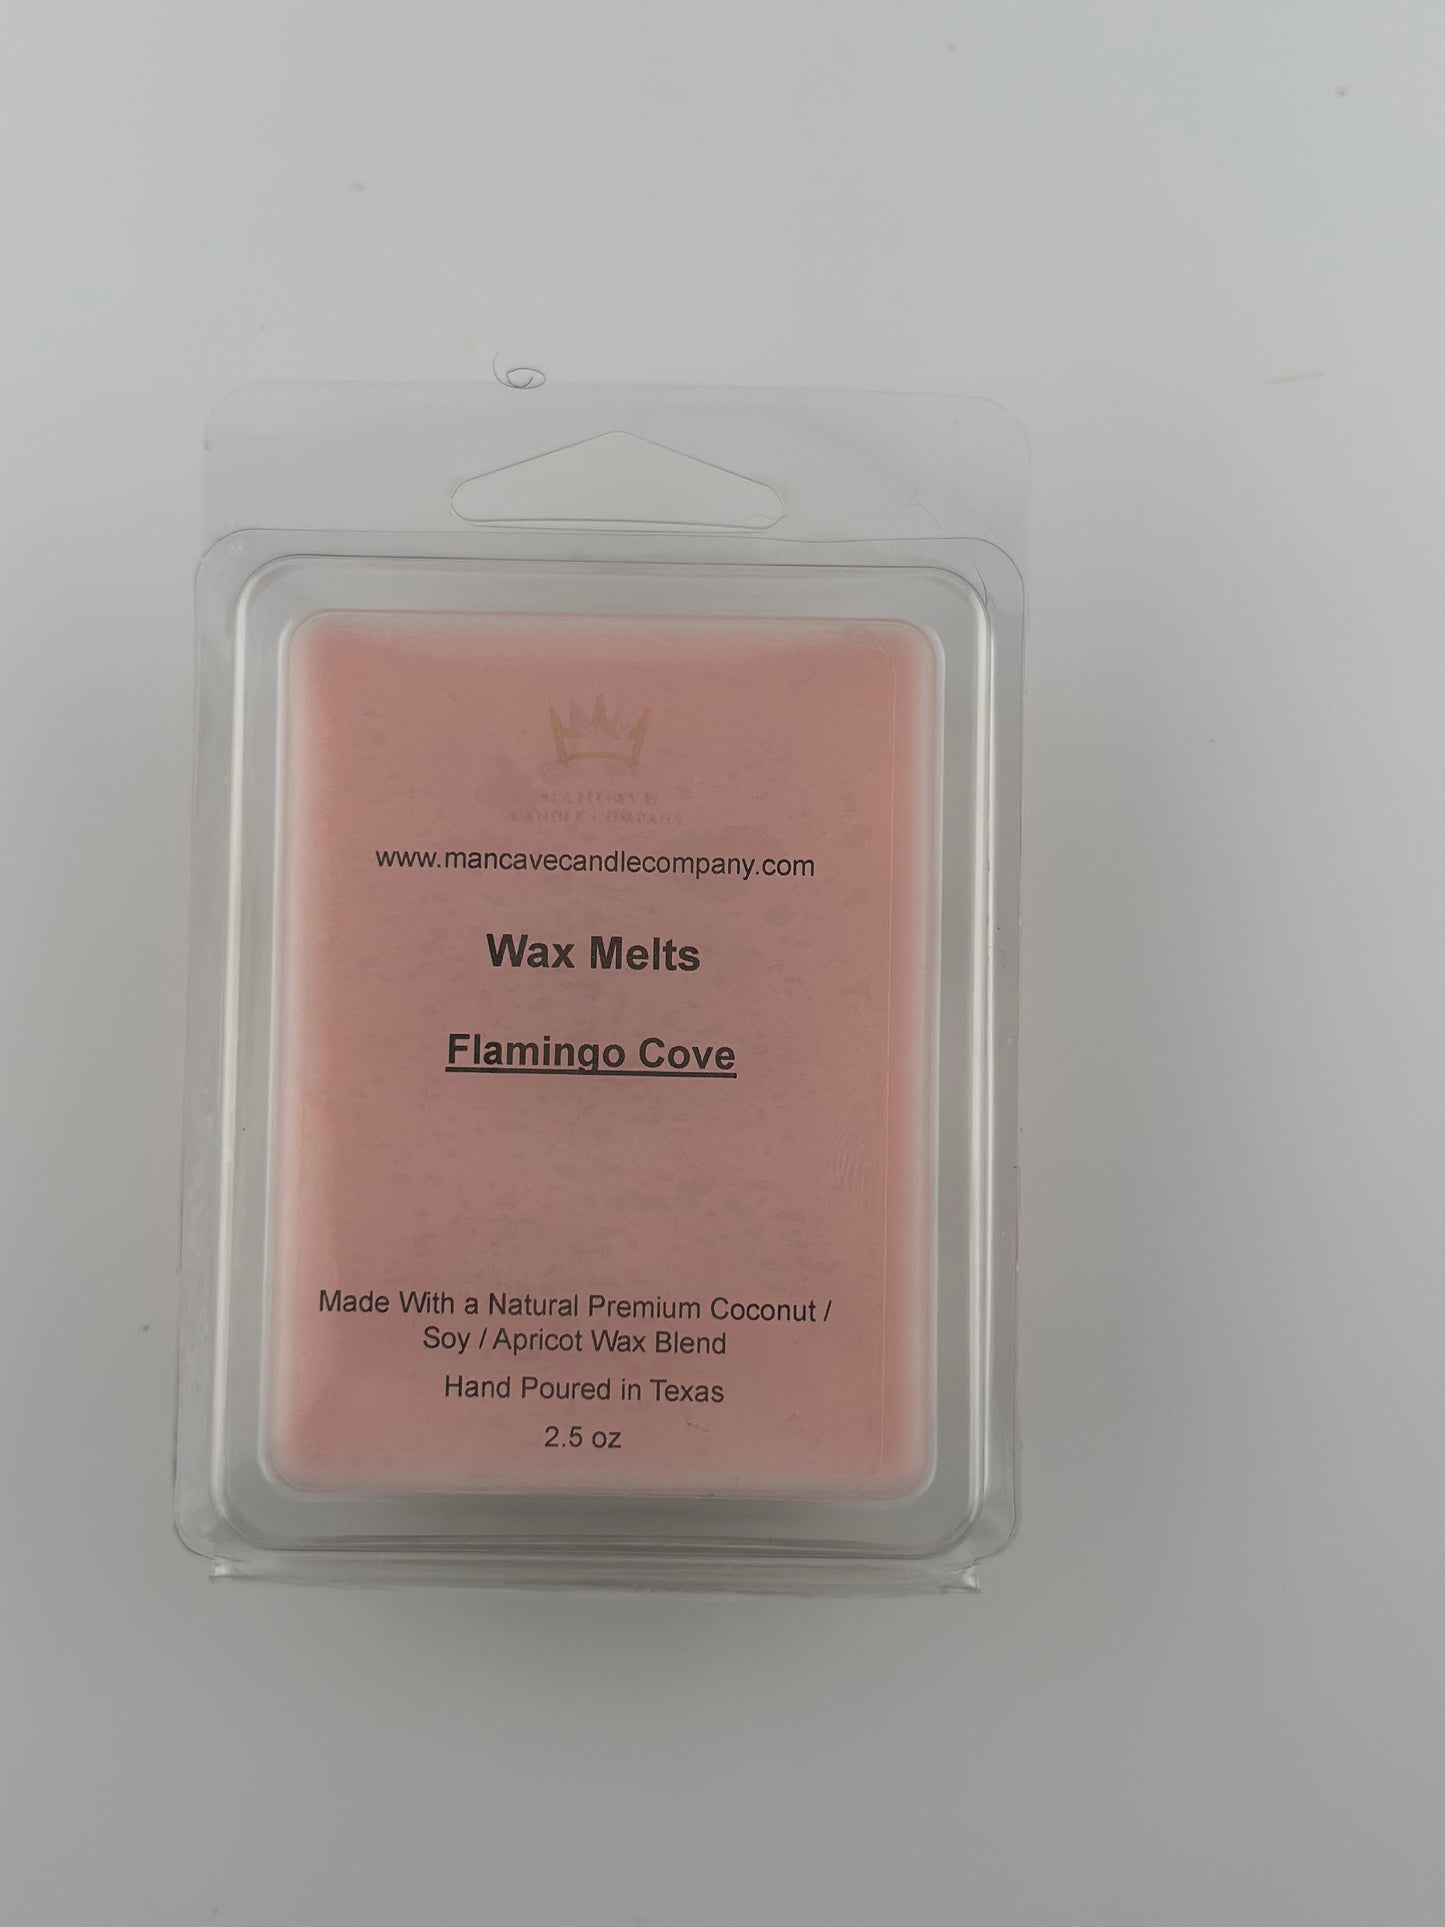 MANCAVE
CANDLE COMPANY
www.mancavecandlecompany.com
Wax Melts
Flamingo Cove
Made With a Natural Premium Coconut /
Soy / Apricot Wax Blend
Hand Poured in Texas
2.5 oz